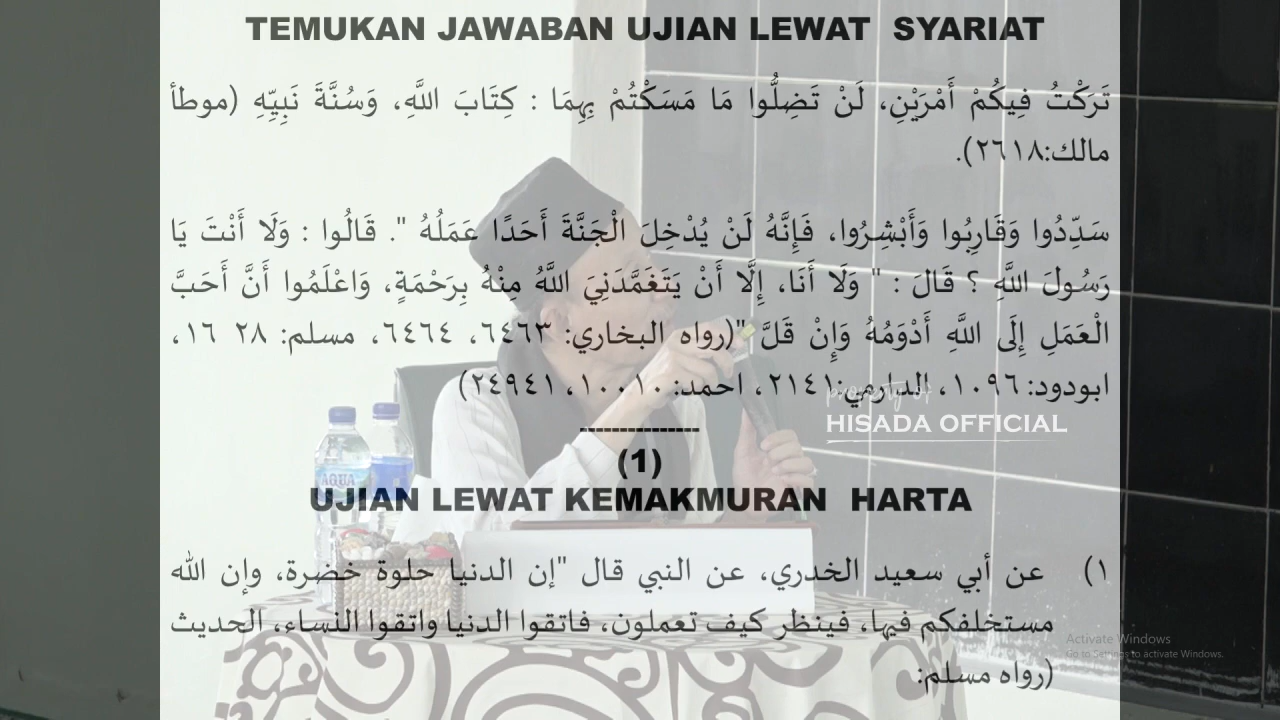 TEMUKAN JAWABAN UJIAN LEWAT SYARIAT
تَرَكْتُ فِيكُمْ أَمْرَيْنِ، لَنْ تَضِلُّوا مَا مَسَكْتُمْ بِهِمَا : كِتَابَ اللَّهِ، وَسُنَّةَ نَبِيِّهِ (موطأ
مالك:٢٦١٨).
سَدِّدُوا وَقَارِبُوا وَأَبْشِرُوا، فَإِنَّهُ لَنْ يُدْخِلَ الْجَنَّةَ أَحَدًا عَمَلُهُ ". قَالُوا : وَلَا أَنْتَ يَا
رَسُولَ اللَّهِ ؟ قَالَ : " وَلَا أَنَا، إِلَّا أَنْ يَتَغَمَّدَنِيَ اللَّهُ مِنْهُ بِرَحْمَةٍ، وَاعْلَمُوا أَنَّ أَحَبَّ
الْعَمَلِ إِلَى اللَّهِ أَدْوَمُهُ وَإِنْ قَلَّ "(رواه البخاري: ٦٤٦٣، ٦٤٦٤، مسلم: ٢٨ ١٦،
ابودود: ١٠٩٦، الدارمي:٢١٤١، احمد: ١٠٠١٠، ٢٤٩٤١)
property of
HISADA OFFICIAL
---------------
(1)
UJIAN LEWAT KEMAKMURAN HARTA
١) عن أبي سعيد الخدري، عن النبي قال "إن الدنيا حلوة خضرة، وإن الله
مستخلفكم فيها، فينظر كيف تعملون، فاتقوا الدنيا واتقوا النساء، الحديث
(رواه مسلم:
Activate Windows
Go to Settings to activate Windows.